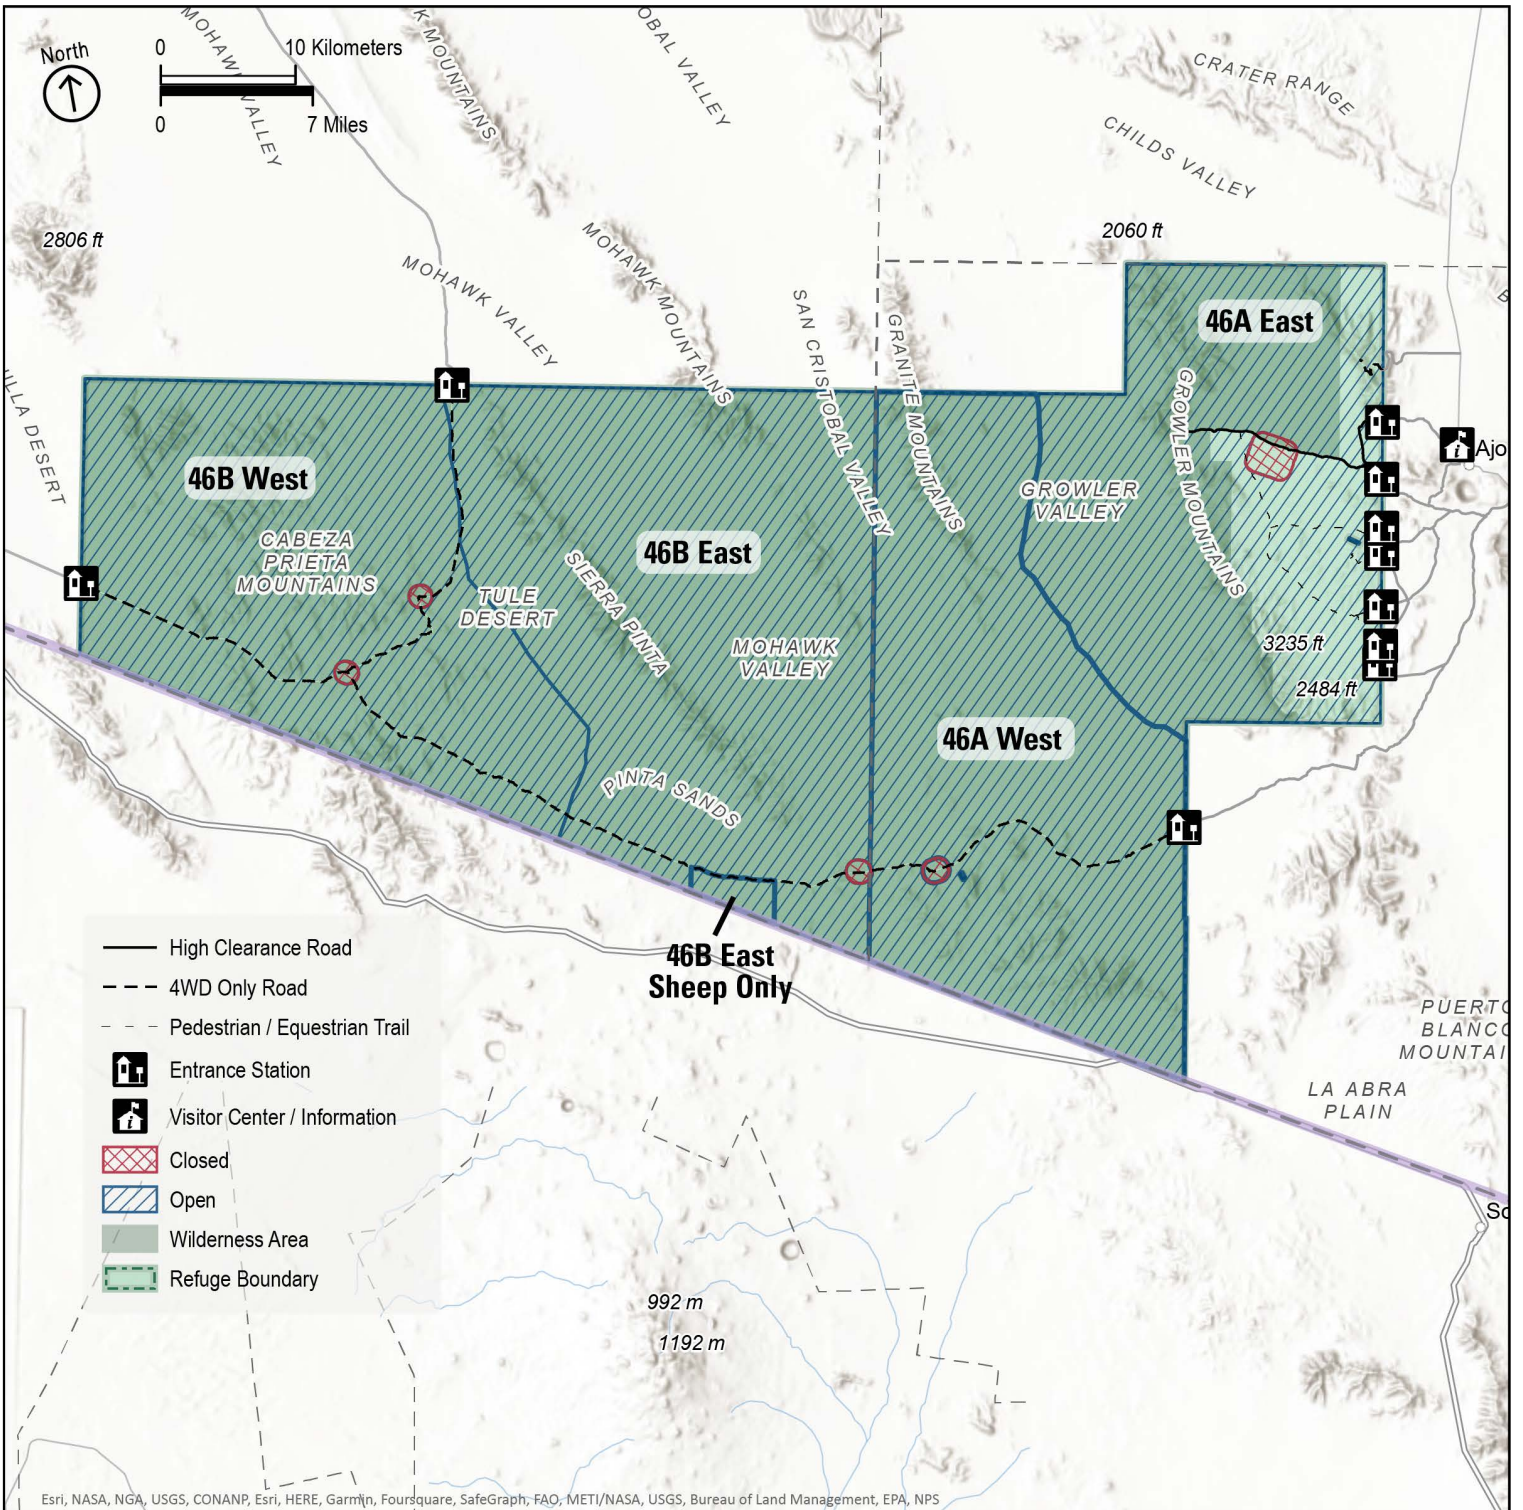 North
0
10 Kilometers
0
7 Miles
MOHAWK VALLEY
K MOUNTAINS
OBAL VALLEY
CRATER RANGE
CHILDS VALLEY
2806 ft
2060 ft
MOHAWK VALLEY
MOHAWK MOUNTAINS
SAN CRISTOBAL VALLEY
GRANITE MOUNTAINS
46A East
B
GROWLER MOUNTAINS
ULLA DESERT
46B West
CABEZA
PRIETA
MOUNTAINS
46B East
GROWLER
VALLEY
Ajo
TULE
DESERT
SIERRA PINTA
MOHAWK
VALLEY
3235 ft
2484 ft
46A West
PINTA SANDS
46B East
Sheep Only
High Clearance Road
4WD Only Road
Pedestrian / Equestrian Trail
Entrance Station
Visitor Center / Information
Closed
Open
Wilderness Area
Refuge Boundary
PUERTO
BLANCO
MOUNTAI
LA ABRA
PLAIN
So
992 m
1192 m
Esri, NASA, NGA, USGS, CONANP, Esri, HERE, Garmin, Foursquare, SafeGraph, FAO, METI/NASA, USGS, Bureau of Land Management, EPA, NPS